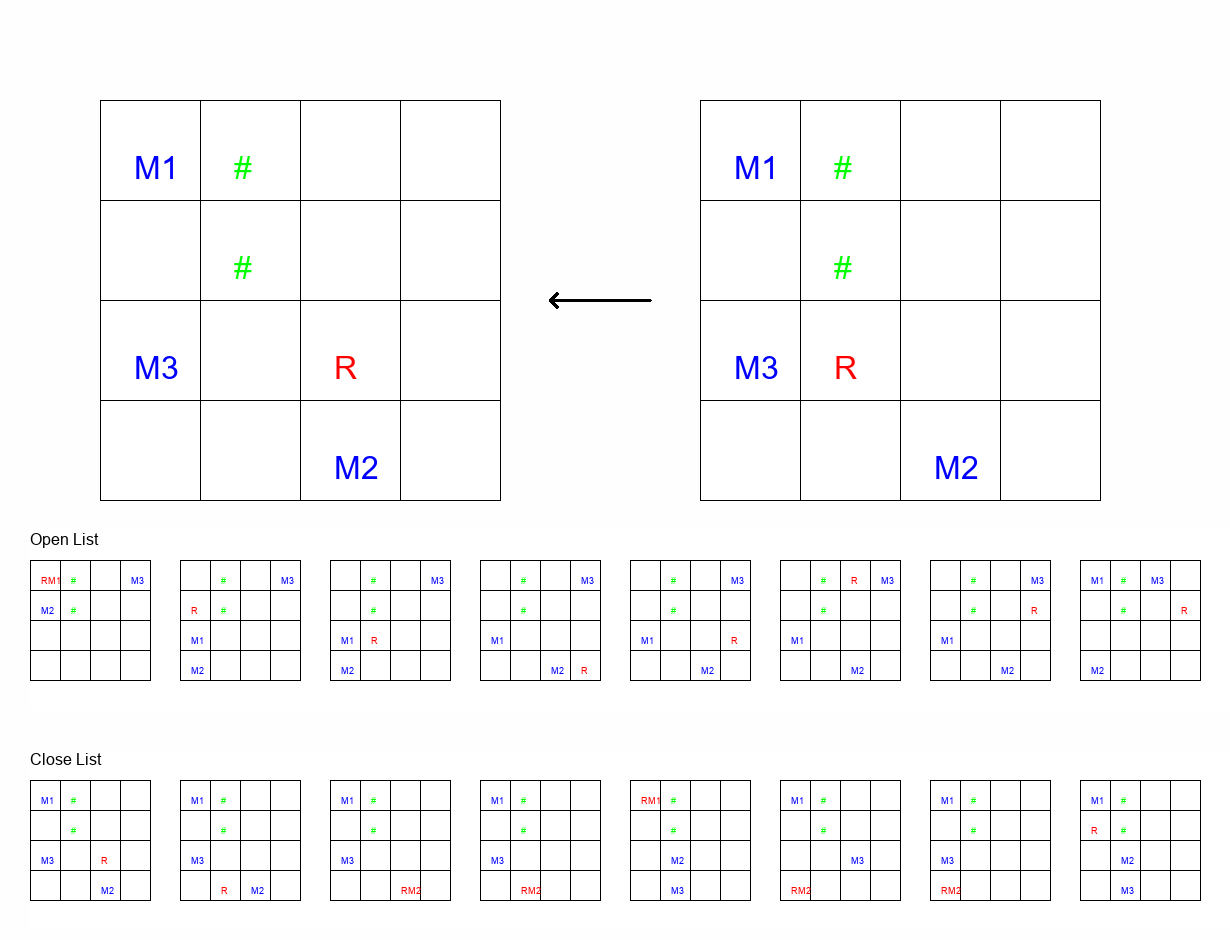 M1 # M1 #
# #
M3 R M3 R
M2 M2
Open List
RM1 # M3 # M3 # M3 # M3 # M3 # R M3 # M3 M1 # M3
M2 # R # # # # # # R # R
M1 M1 R M1 M1 R M1 M1
M2 M2 M2 R M2 M2 M2 M2
Close List
M1 # M1 # M1 # M1 # RM1 # M1 # M1 # M1 #
# # # # # # # R #
M3 R M3 M3 M3 M2 M3 M3 M2
M2 R M2 RM2 RM2 M3 RM2 RM2 M3